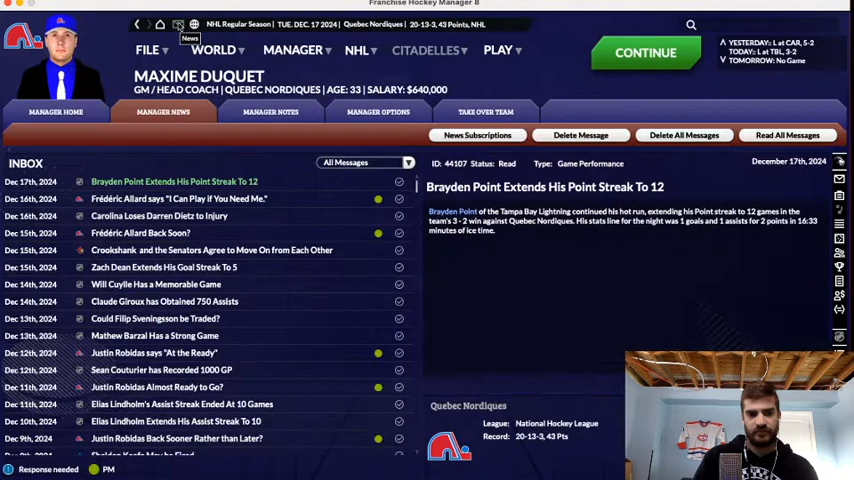 Franchise Hockey Manager 8
NHL Regular Season | TUE. DEC. 17 2024 | Quebec Nordiques | 20-13-3, 43 Points, NHL
News
FILE WORLD MANAGER NHL CITADELLES PLAY
CONTINUE
YESTERDAY: L at CAR, 5-2
TODAY: L at TBL, 3-2
TOMORROW: No Game
MAXIME DUQUET
GM / HEAD COACH | QUEBEC NORDIQUES | AGE: 33 | SALARY: $640,000
MANAGER HOME MANAGER NEWS MANAGER NOTES MANAGER OPTIONS TAKE OVER TEAM
News Subscriptions Delete Message Delete All Messages Read All Messages
INBOX All Messages
Dec 17th, 2024 Brayden Point Extends His Point Streak To 12
Dec 16th, 2024 Frédéric Allard says "I Can Play if You Need Me."
Dec 16th, 2024 Carolina Loses Darren Dietz to Injury
Dec 15th, 2024 Frédéric Allard Back Soon?
Dec 15th, 2024 Crookshank and the Senators Agree to Move On from Each Other
Dec 15th, 2024 Zach Dean Extends His Goal Streak To 5
Dec 14th, 2024 Will Cuylle Has a Memorable Game
Dec 14th, 2024 Claude Giroux has Obtained 750 Assists
Dec 13th, 2024 Could Filip Svenningsson be Traded?
Dec 13th, 2024 Mathew Barzal Has a Strong Game
Dec 12th, 2024 Justin Robidas says "At the Ready"
Dec 12th, 2024 Sean Couturier has Recorded 1000 GP
Dec 11th, 2024 Justin Robidas Almost Ready to Go?
Dec 11th, 2024 Elias Lindholm's Assist Streak Ended At 10 Games
Dec 10th, 2024 Elias Lindholm Extends His Assist Streak To 10
Dec 9th, 2024 Justin Robidas Back Sooner Rather than Later?
Response needed PM
ID: 44107 Status: Read Type: Game Performance December 17th, 2024
Brayden Point Extends His Point Streak To 12
Brayden Point of the Tampa Bay Lightning continued his hot run, extending his Point streak to 12 games in the
team's 3 - 2 win against Quebec Nordiques. His stats line for the night was 1 goals and 1 assists for 2 points in 16:33
minutes of ice time.
Quebec Nordiques
League: National Hockey League
Record: 20-13-3, 43 Pts